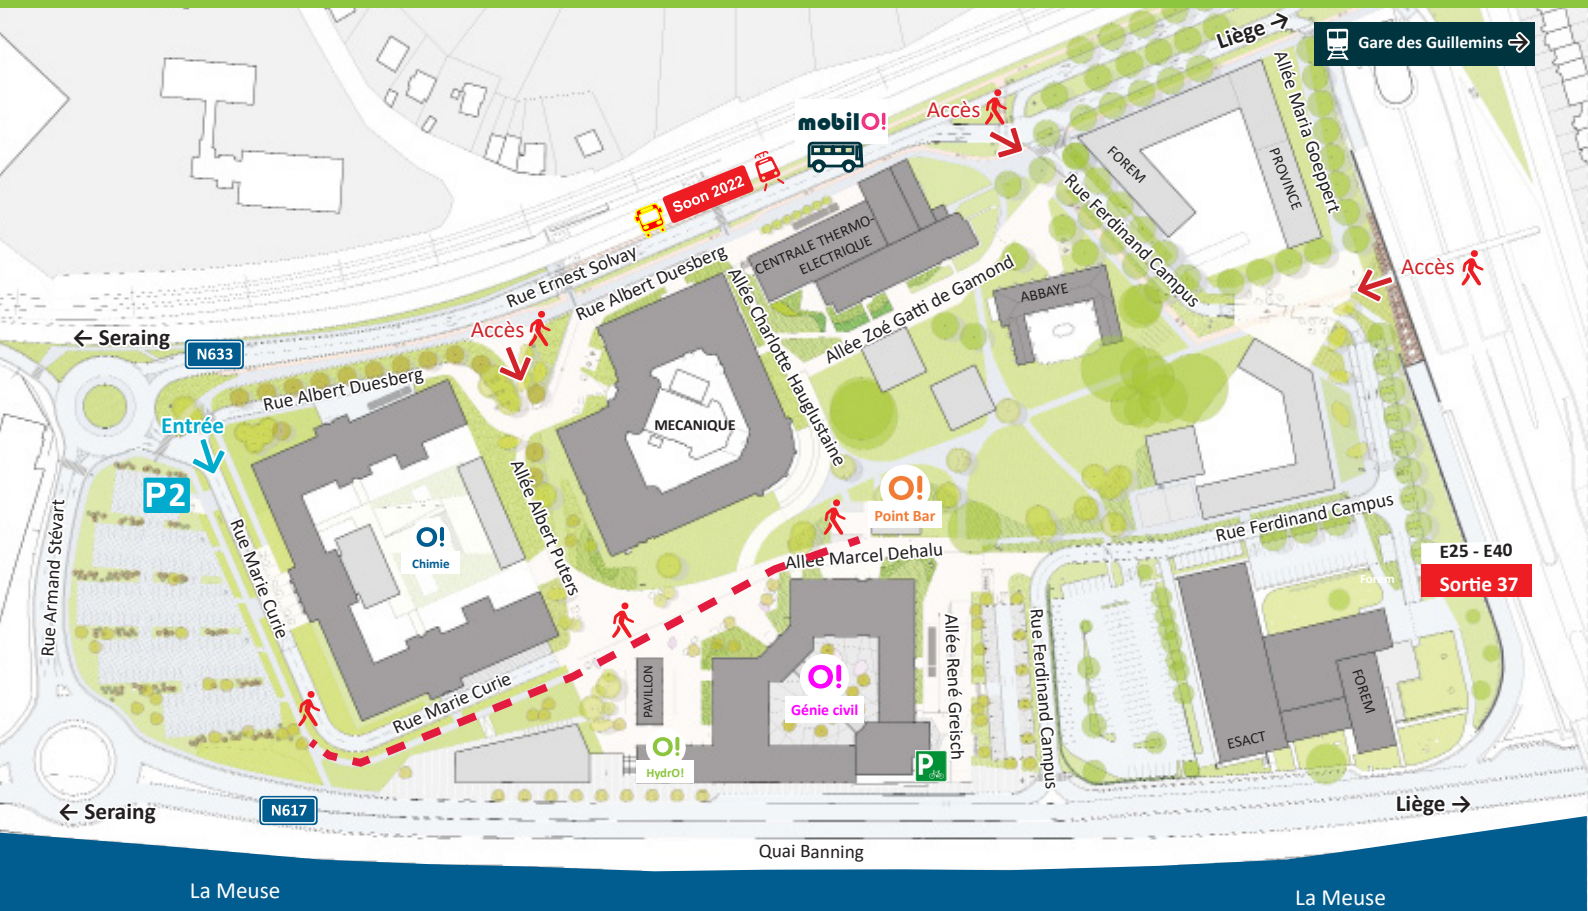 Liège →
Gare des Guillemins
Allée Maria Goeppert
Accès
mobilO!
FOREM
PROVINCE
Soon 2022
Rue Ferdinand Campus
CENTRALE THERMO-
ELECTRIQUE
Rue Ernest Solvay
Rue Albert Duesberg
Allée Charlotte Hauglustaine
Allée Zoé Gatti de Gamond
ABBAYE
Accès
← Seraing
N633
Accès
Rue Albert Duesberg
Entrée
P2
MECANIQUE
Allée Albert Puters
O!
Point Bar
O!
Chimie
Rue Armand Stévart
Rue Marie Curie
Rue Ferdinand Campus
Allée Marcel Dehalu
E25 - E40
Sortie 37
Forem
Allée René Greisch
Rue Ferdinand Campus
PAVILLON
O!
Génie civil
Rue Marie Curie
FOREM
ESACT
O!
HydrO!
P
← Seraing
N617
Liège →
Quai Banning
La Meuse
La Meuse